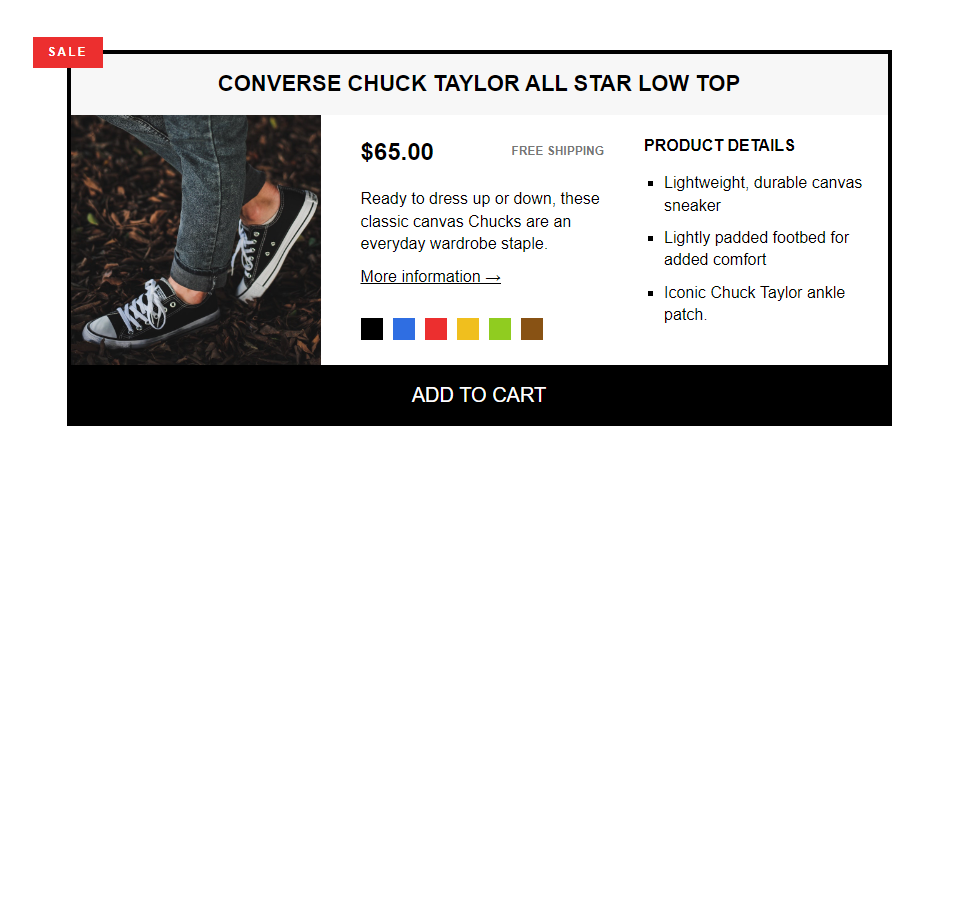 SALE
CONVERSE CHUCK TAYLOR ALL STAR LOW TOP
$65.00
FREE SHIPPING
Ready to dress up or down, these
classic canvas Chucks are an
everyday wardrobe staple.
More information →
PRODUCT DETAILS
Lightweight, durable canvas
sneaker
Lightly padded footbed for
added comfort
Iconic Chuck Taylor ankle
patch.
ADD TO CART